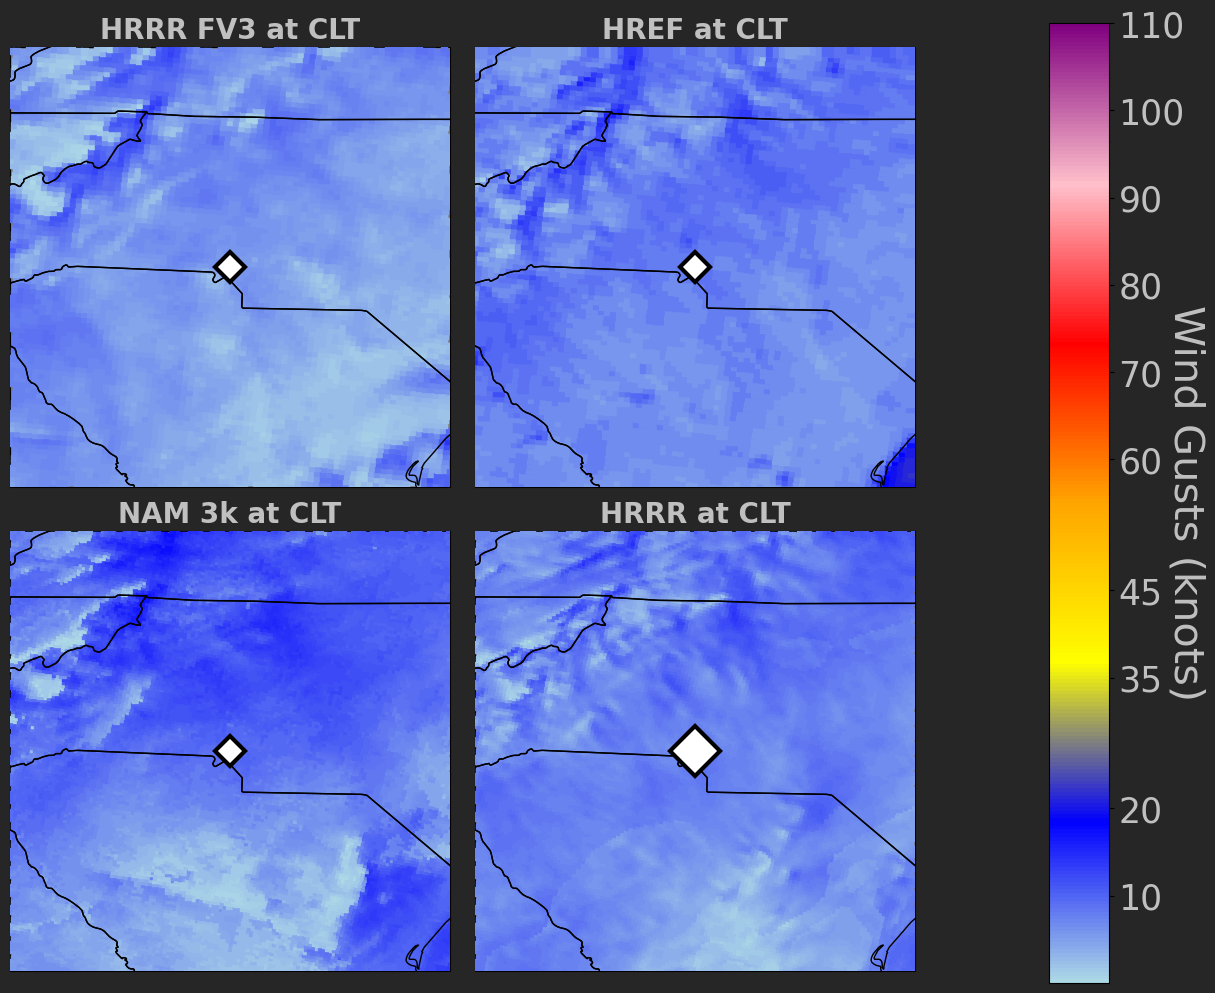 HRRR FV3 at CLT
HREF at CLT
NAM 3k at CLT
HRRR at CLT
110
100
90
80
70
60
45
35
20
10
Wind Gusts (knots)